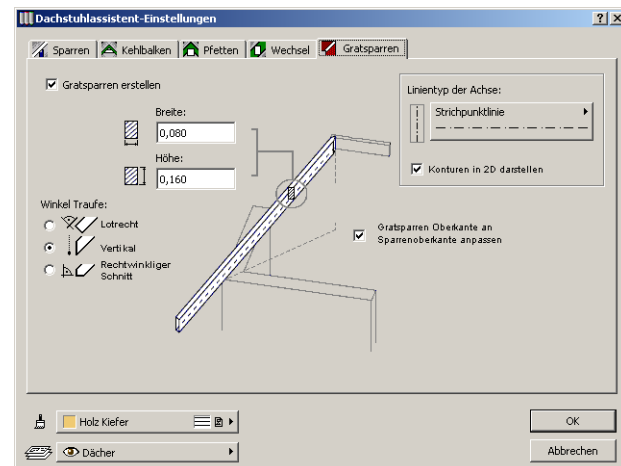 Dachstuhlassistent-Einstellungen
Sparren Kehlbalken Pfetten Wechsel Gratsparren
Gratsparren erstellen
Breite:
0,080
Höhe:
0,160
Winkel Traufe:
Lotrecht
Vertikal
Rechtwinkliger
Schnitt
Linientyp der Achse:
Strichpunktlinie
Konturen in 2D darstellen
Gratsparren Oberkante an
Sparrenoberkante anpassen
Holz Kiefer
OK
Dächer
Abbrechen